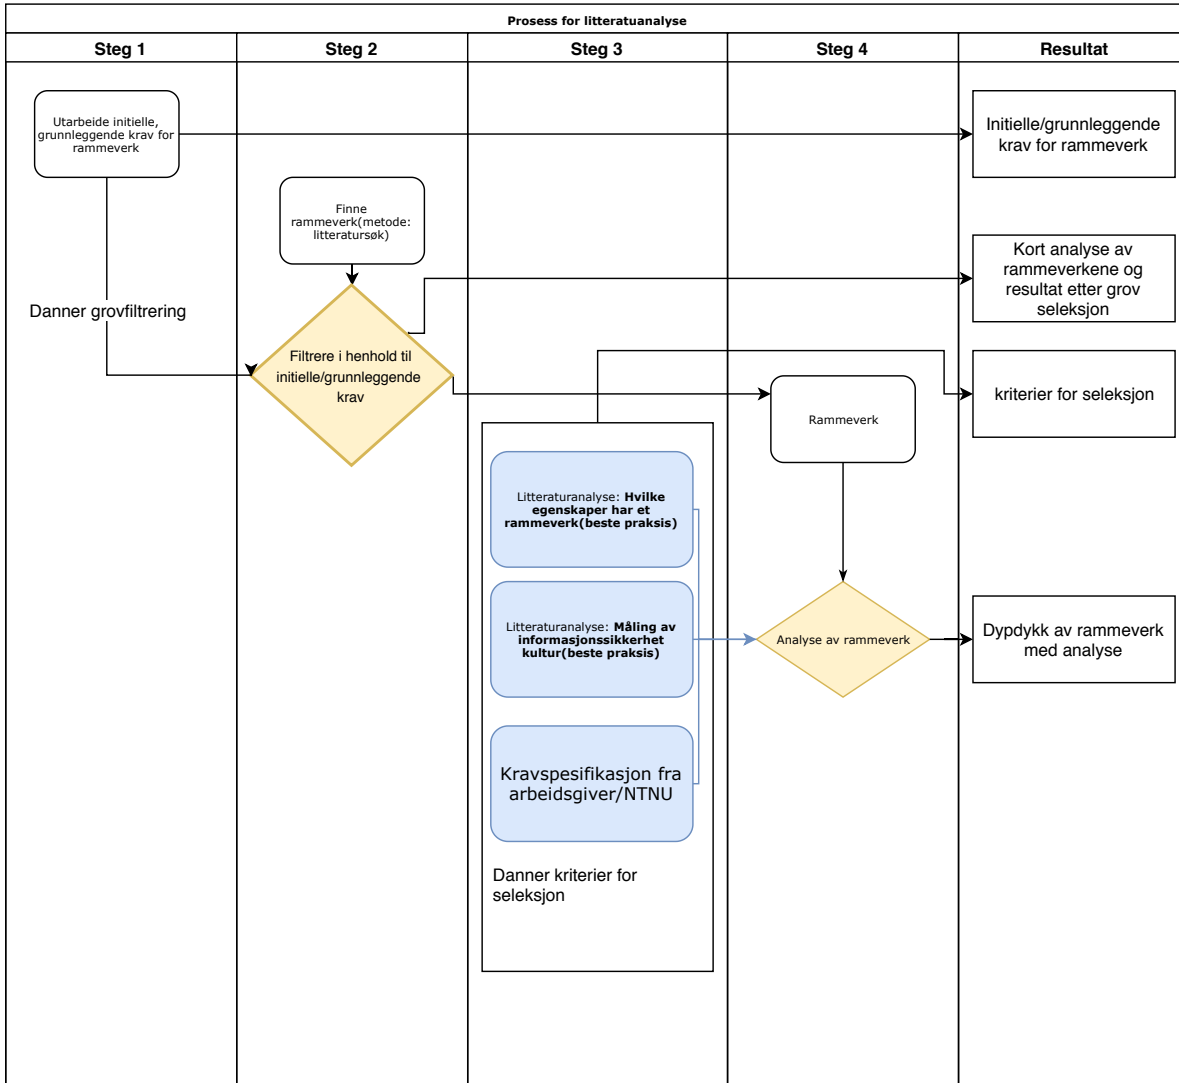 Prosess for litteratuanalyse
Steg 1
Steg 2
Steg 3
Steg 4
Resultat
Utarbeide initielle,
grunnleggende krav for
rammeverk
Initielle/grunnleggende
krav for rammeverk
Finne
rammeverk(metode:
litteratursøk)
Kort analyse av
rammeverkene og
resultat etter grov
seleksjon
Danner grovfiltrering
Filtrere i henhold til
initielle/grunnleggende
krav
kriterier for seleksjon
Rammeverk
Litteraturanalyse: Hvilke
egenskaper har et
rammeverk(beste praksis)
Litteraturanalyse: Måling av
informasjonssikkerhet
kultur(beste praksis)
Analyse av rammeverk
Dypdykk av rammeverk
med analyse
Kravspesifikasjon fra
arbeidsgiver/NTNU
Danner kriterier for
seleksjon